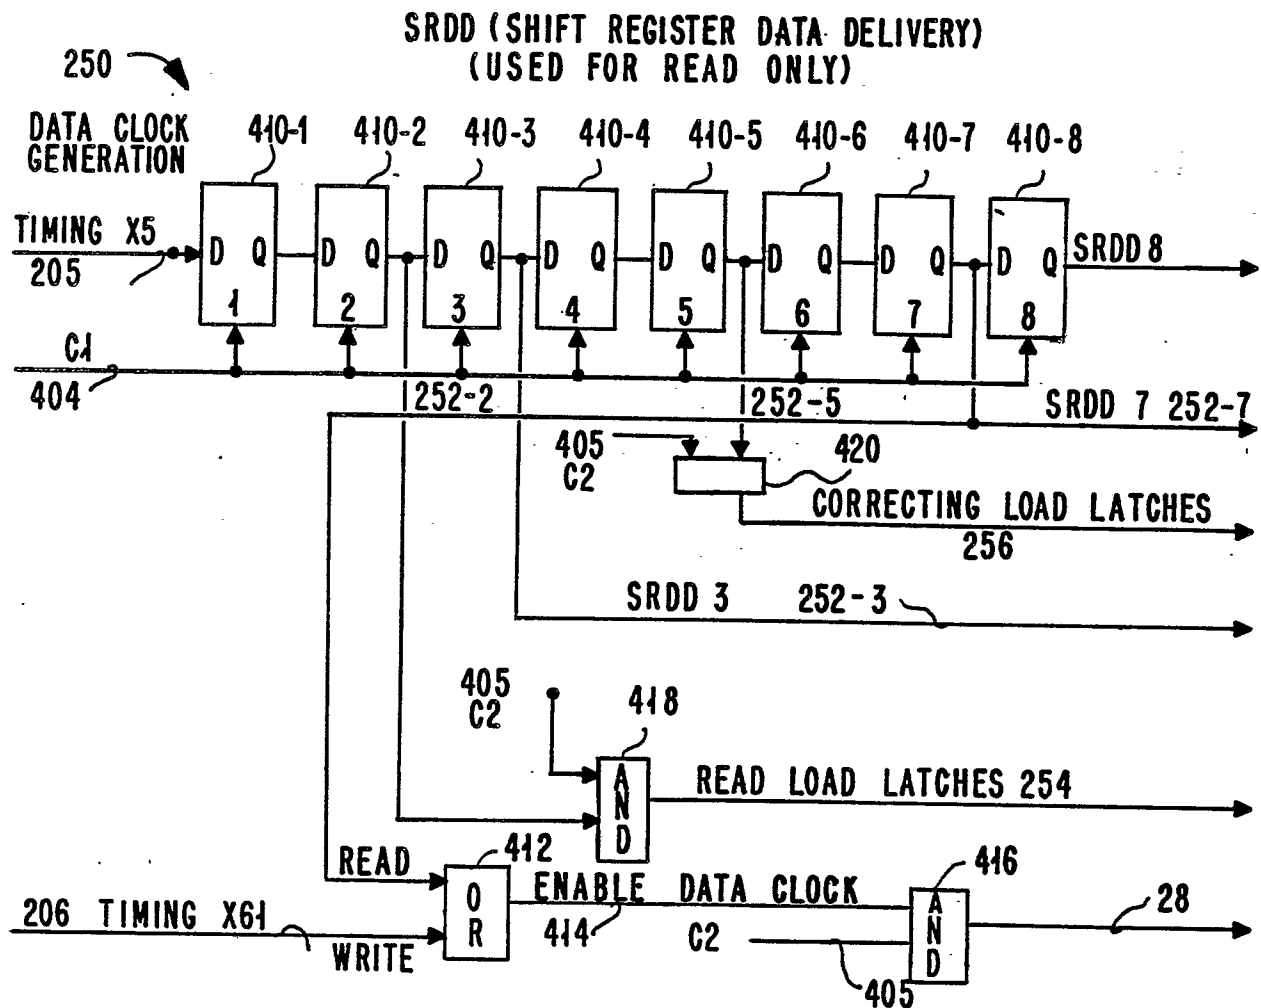 SRDD (SHIFT REGISTER DATA DELIVERY)
(USED FOR READ ONLY)
250
DATA CLOCK
GENERATION
410-1 410-2 410-3 410-4 410-5 410-6 410-7 410-8
TIMING X5
205
D Q D Q D Q D Q D Q D Q D Q D Q
SRDD 8
1 2 3 4 5 6 7 8
C1
404
252-2
252-5
SRDD 7 252-7
405
C2
420
CORRECTING LOAD LATCHES
256
SRDD 3 252-3
405
C2
418
AND
READ LOAD LATCHES 254
READ
412
OR
ENABLE DATA CLOCK
414
416
AND
28
206 TIMING X61
WRITE
C2
405